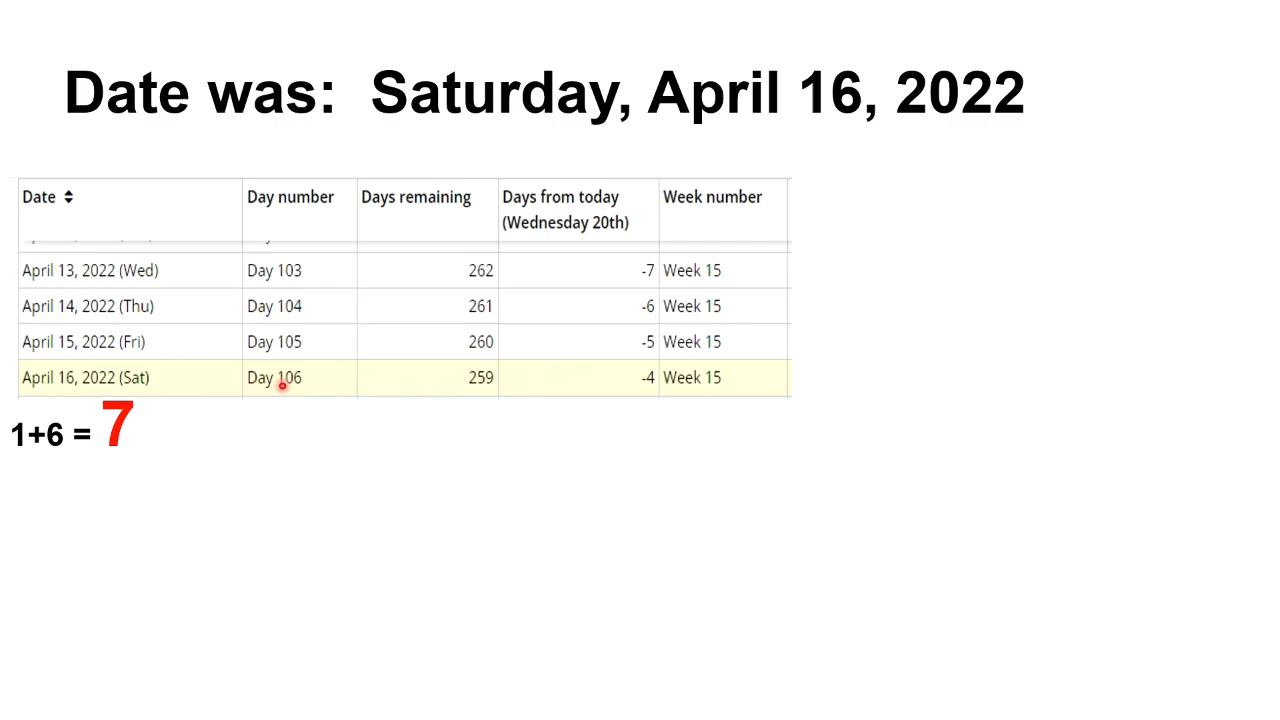 Date was: Saturday, April 16, 2022
Date Day number Days remaining Days from today (Wednesday 20th) Week number
April 13, 2022 (Wed) Day 103 262 -7 Week 15
April 14, 2022 (Thu) Day 104 261 -6 Week 15
April 15, 2022 (Fri) Day 105 260 -5 Week 15
April 16, 2022 (Sat) Day 106 259 -4 Week 15
1+6 = 7